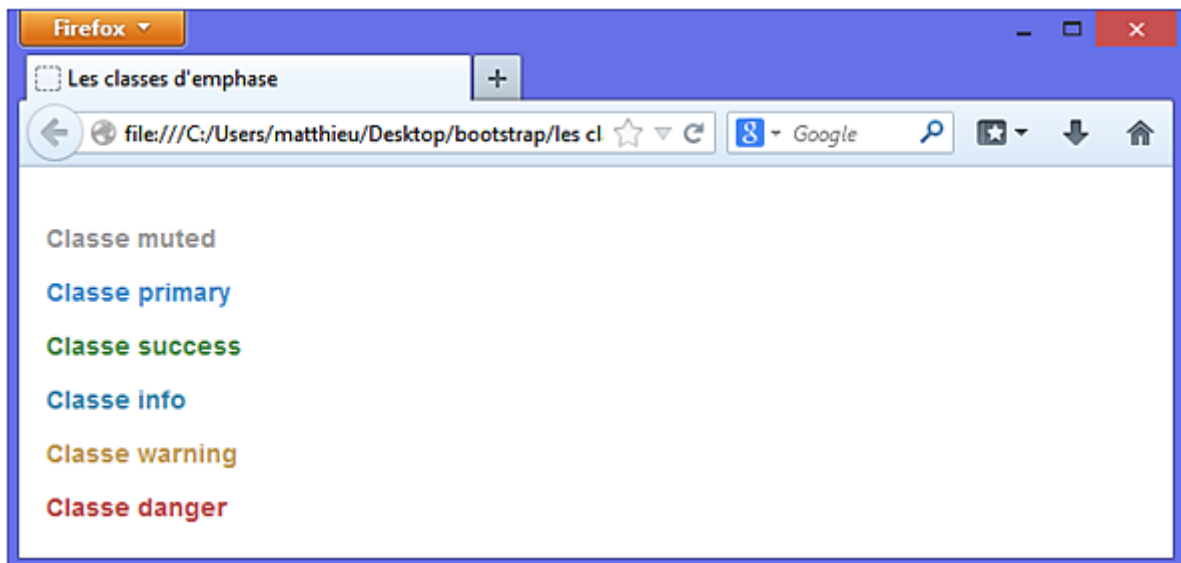 Firefox
Les classes d'emphase
file:///C:/Users/matthieu/Desktop/bootstrap/les cl
8 Google
Classe muted
Classe primary
Classe success
Classe info
Classe warning
Classe danger